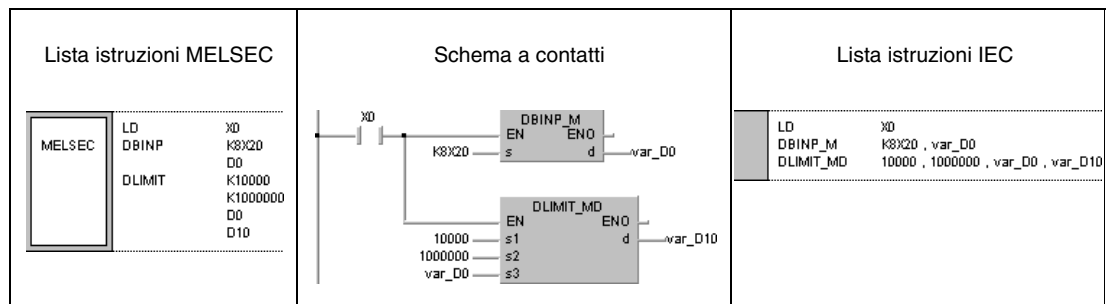 Lista istruzioni MELSEC
MELSEC
LD X0
DBINP K8X20
D0
DLIMIT K10000
K1000000
D0
D10
Schema a contatti
X0
DBINP_M
EN ENO
K8X20 s d var_D0
DLIMIT_MD
EN ENO
10000 s1 d var_D10
1000000 s2
var_D0 s3
Lista istruzioni IEC
LD X0
DBINP_M K8X20 , var_D0
DLIMIT_MD 10000 , 1000000 , var_D0 , var_D10